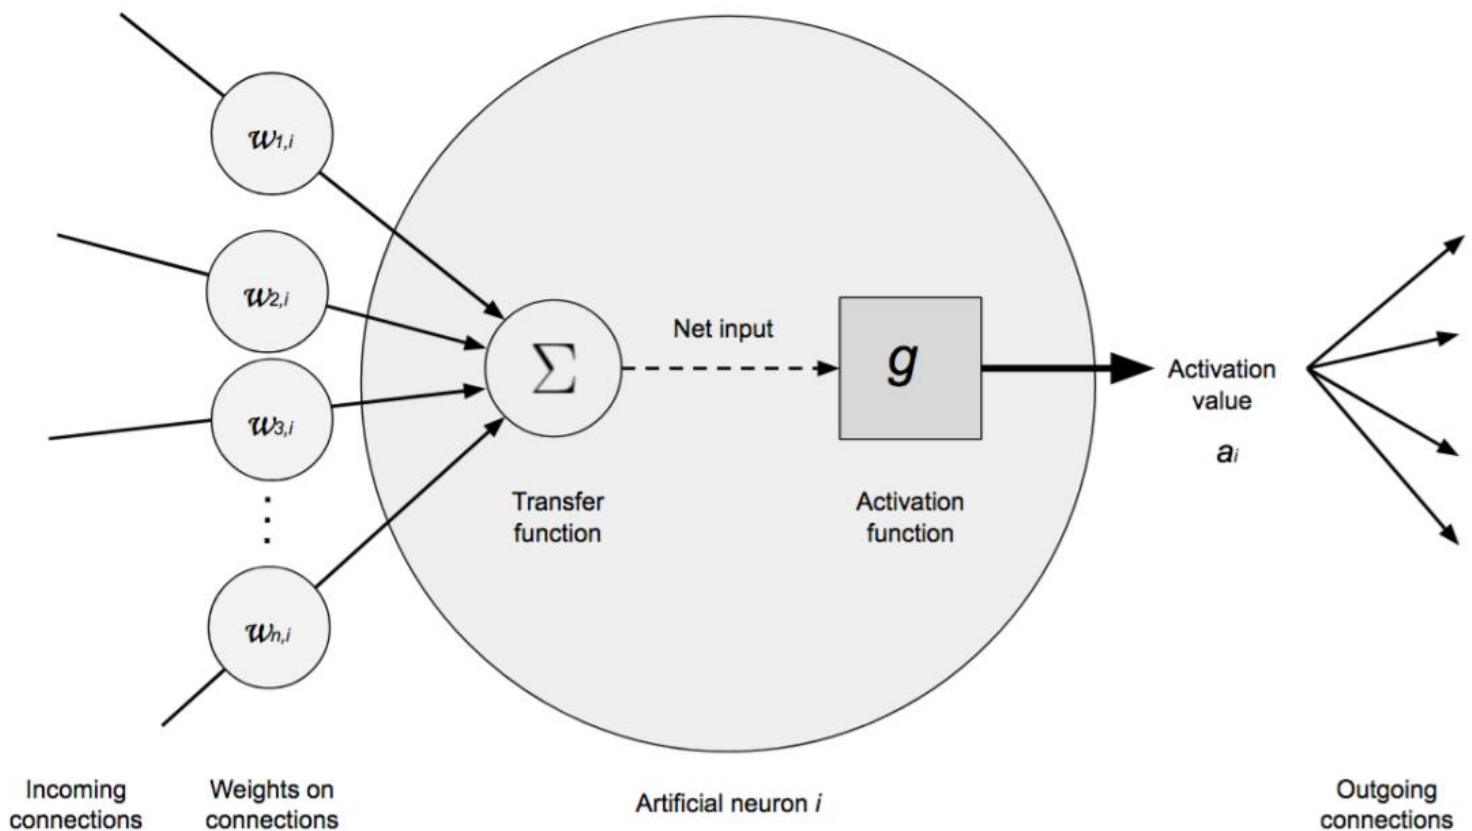 w1,i
w2,i
w3,i
⋮
wn,i
Σ
Net input
g
Transfer
function
Activation
function
Activation
value
ai
Incoming
connections
Weights on
connections
Artificial neuron i
Outgoing
connections